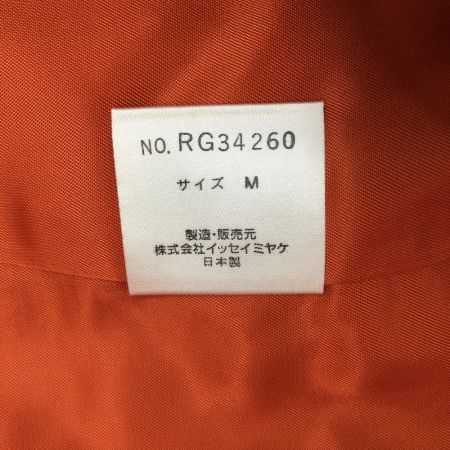 NO. RG34260
サイズ M
製造・販売元
株式会社イッセイミヤケ
日本製